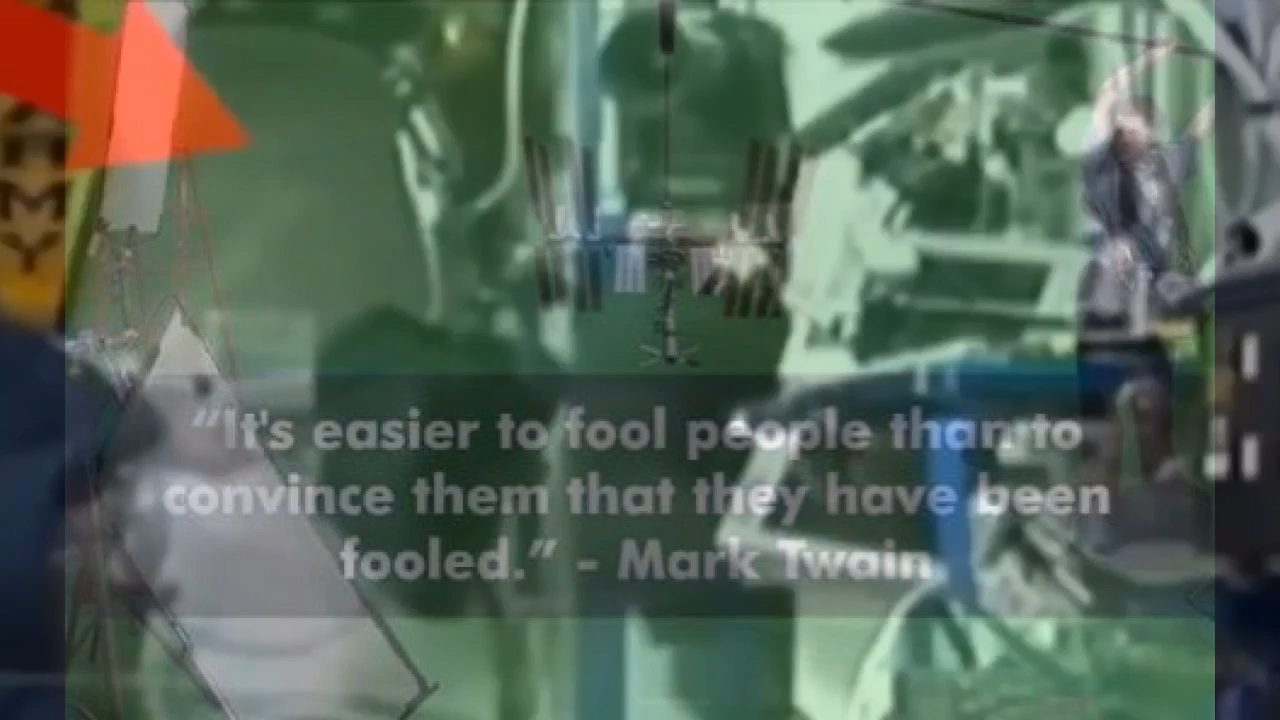 “It's easier to fool people than to
convince them that they have been
fooled.” - Mark Twain